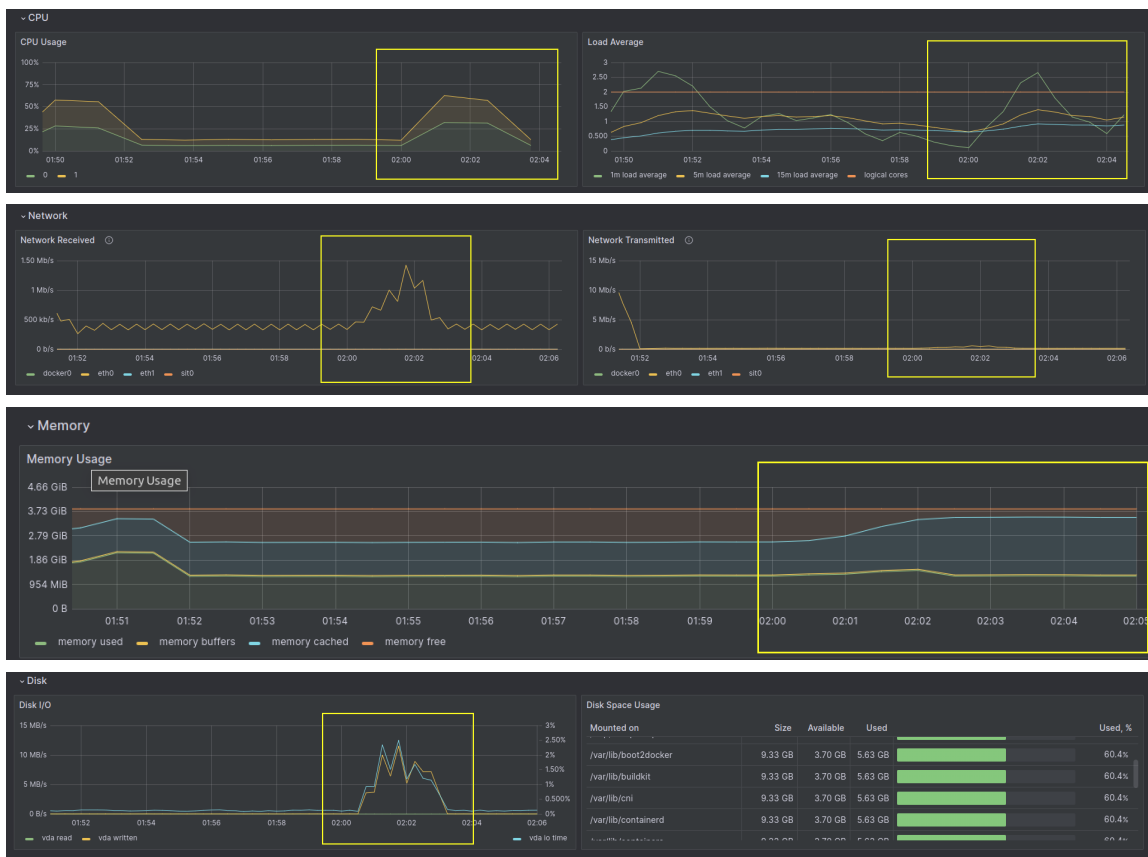 CPU
CPU Usage
100%
75%
50%
25%
0%
01:50 01:52 01:54 01:56 01:58 02:00 02:02 02:04
0 1
Load Average
3
2.50
2
1.50
1
0.500
0
01:50 01:52 01:54 01:56 01:58 02:00 02:02 02:04
1m load average 5m load average 15m load average logical cores
Network
Network Received
1.50 Mb/s
1 Mb/s
500 kb/s
0 b/s
01:52 01:54 01:56 01:58 02:00 02:02 02:04 02:06
docker0 eth0 eth1 sit0
Network Transmitted
15 Mb/s
10 Mb/s
5 Mb/s
0 b/s
01:52 01:54 01:56 01:58 02:00 02:02 02:04 02:06
docker0 eth0 eth1 sit0
Memory
Memory Usage
Memory Usage
4.66 GiB
3.73 GiB
2.79 GiB
1.86 GiB
954 MiB
0 B
01:51 01:52 01:53 01:54 01:55 01:56 01:57 01:58 01:59 02:00 02:01 02:02 02:03 02:04 02:05
memory used memory buffers memory cached memory free
Disk
Disk I/O
15 MB/s
10 MB/s
5 MB/s
0 B/s
3%
2.50%
2%
1.50%
1%
0.500%
0%
01:52 01:54 01:56 01:58 02:00 02:02 02:04 02:06
vda read vda written vda io time
Disk Space Usage
Mounted on Size Available Used Used, %
/var/lib/boot2docker 9.33 GB 3.70 GB 5.63 GB 60.4%
/var/lib/buildkit 9.33 GB 3.70 GB 5.63 GB 60.4%
/var/lib/cni 9.33 GB 3.70 GB 5.63 GB 60.4%
/var/lib/containerd 9.33 GB 3.70 GB 5.63 GB 60.4%